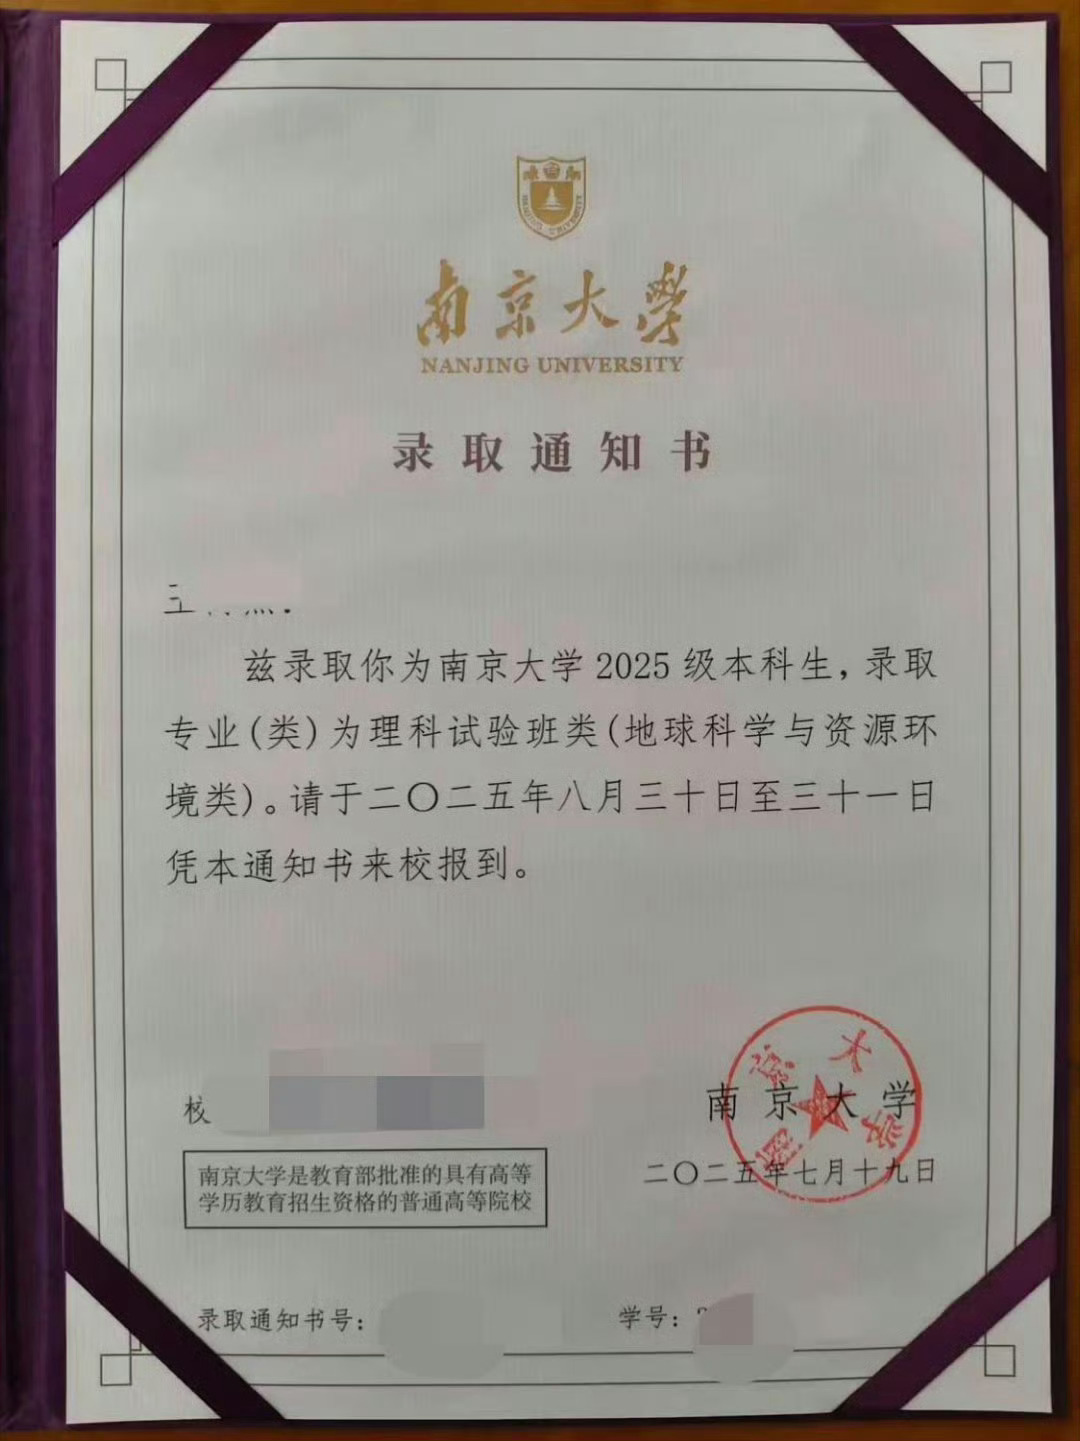 南京大學
NANJING UNIVERSITY
录取通知书
兹录取你为南京大学2025级本科生，录取
专业(类)为理科试验班类(地球科学与资源环
境类)。请于二〇二五年八月三十日至三十一日
凭本通知书来校报到。
校
南京大学
二〇二五年七月十九日
南京大学是教育部批准的具有高等
学历教育招生资格的普通高等院校
录取通知书号：
学号：